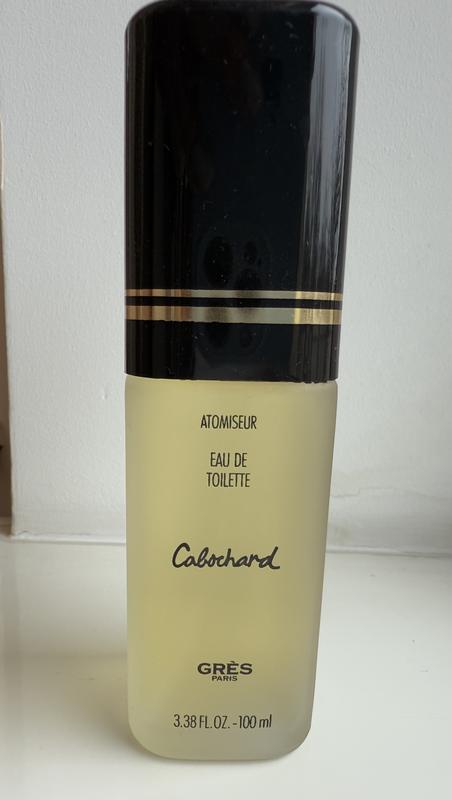 ATOMISEUR
EAU DE
TOILETTE
Cabochard
GRÈS
PARIS
3.38 FL. OZ. - 100 ml